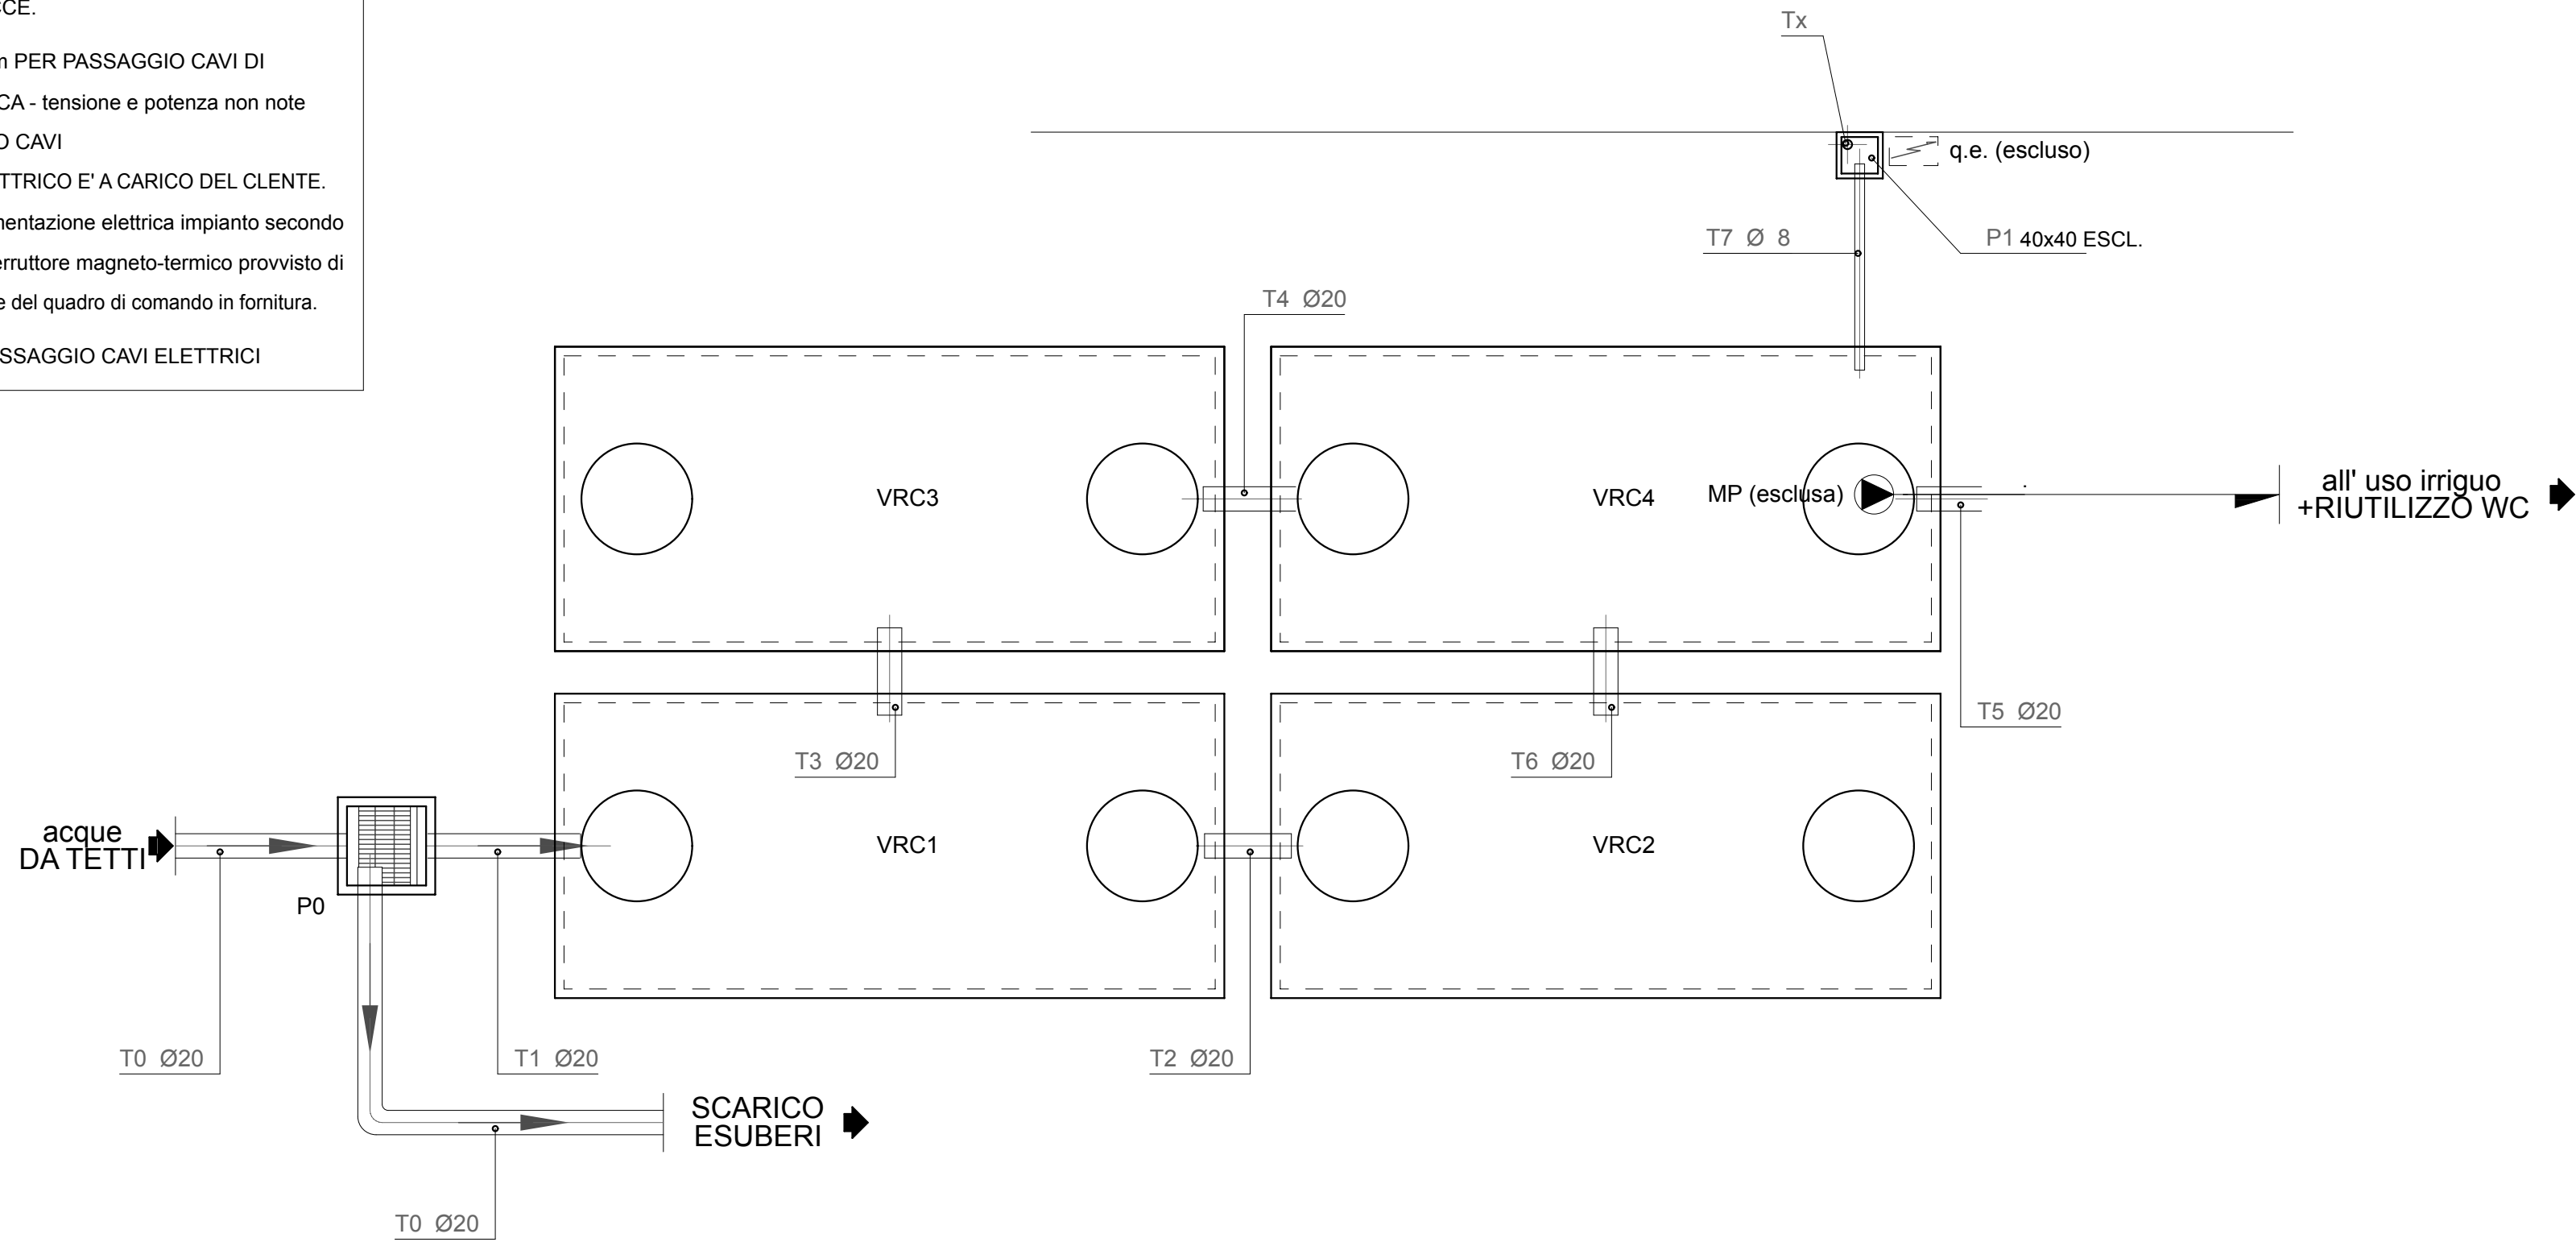 CCE.
PER PASSAGGIO CAVI DI
CA - tensione e potenza non note
O CAVI
TTRICO E' A CARICO DEL CLENTE.
mentazione elettrica impianto secondo
erruttore magneto-termico provvisto di
e del quadro di comando in fornitura.
SSAGGIO CAVI ELETTRICI
Tx
q.e. (escluso)
T7 Ø 8
P1 40x40 ESCL.
T4 Ø20
VRC3
VRC4
MP (esclusa)
all' uso irriguo
+RIUTILIZZO WC
T5 Ø20
T3 Ø20
T6 Ø20
acque
DA TETTI
VRC1
VRC2
P0
T0 Ø20
T1 Ø20
T2 Ø20
SCARICO
ESUBERI
T0 Ø20